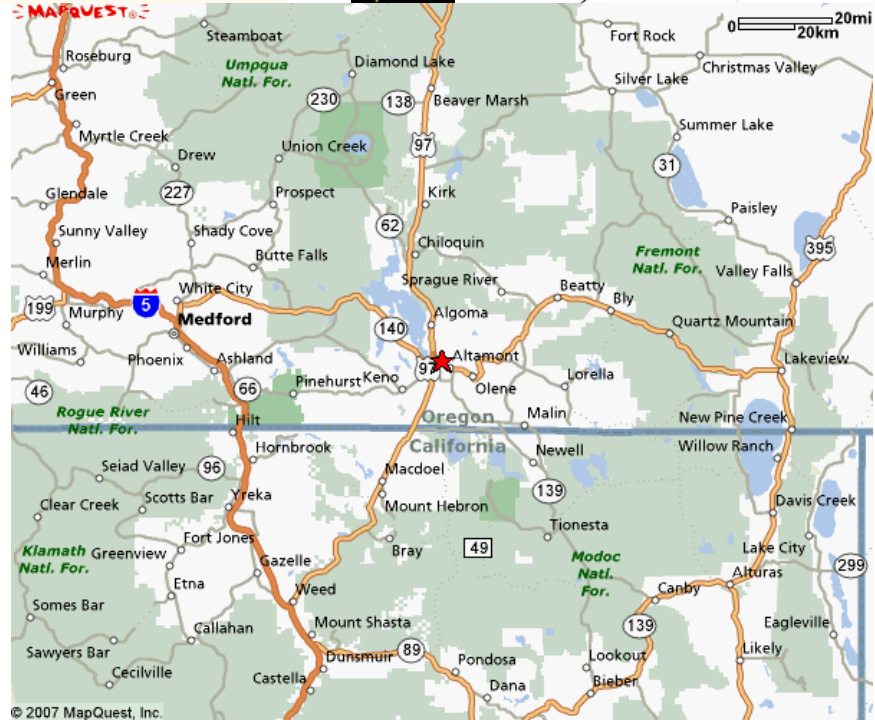 MAPQUEST®
0 20mi
20km
Steamboat
Fort Rock
Roseburg
Diamond Lake
Christmas Valley
Umpqua
Natl. For.
Silver Lake
Green
230
138
Beaver Marsh
Myrtle Creek
Summer Lake
Drew
Union Creek
97
31
227
Glendale
Prospect
Kirk
Paisley
62
Sunny Valley
Shady Cove
Chiloquin
395
Merlin
Butte Falls
Fremont
Natl. For.
Valley Falls
Sprague River
White City
Beatty
Bly
199
5
Murphy
Medford
Algoma
Quartz Mountain
140
Williams
Phoenix
Ashland
97
Altamont
Lakeview
46
66
Pinehurst
Keno
Olene
Lorella
Rogue River
Natl. For.
Hilt
Oregon
Malin
New Pine Creek
California
Willow Ranch
Hornbrook
Newell
Seiad Valley
96
Macdoel
139
Clear Creek
Scotts Bar
Yreka
Mount Hebron
Davis Creek
Tionesta
Fort Jones
Klamath
Natl. For.
Greenview
Bray
49
Lake City
Gazelle
Modoc
Natl.
For.
299
Etna
Alturas
Weed
Canby
Somes Bar
Callahan
Mount Shasta
139
Eagleville
Sawyers Bar
89
Likely
Dunsmuir
Pondosa
Lookout
Cecilville
Castella
Dana
Bieber
© 2007 MapQuest, Inc.